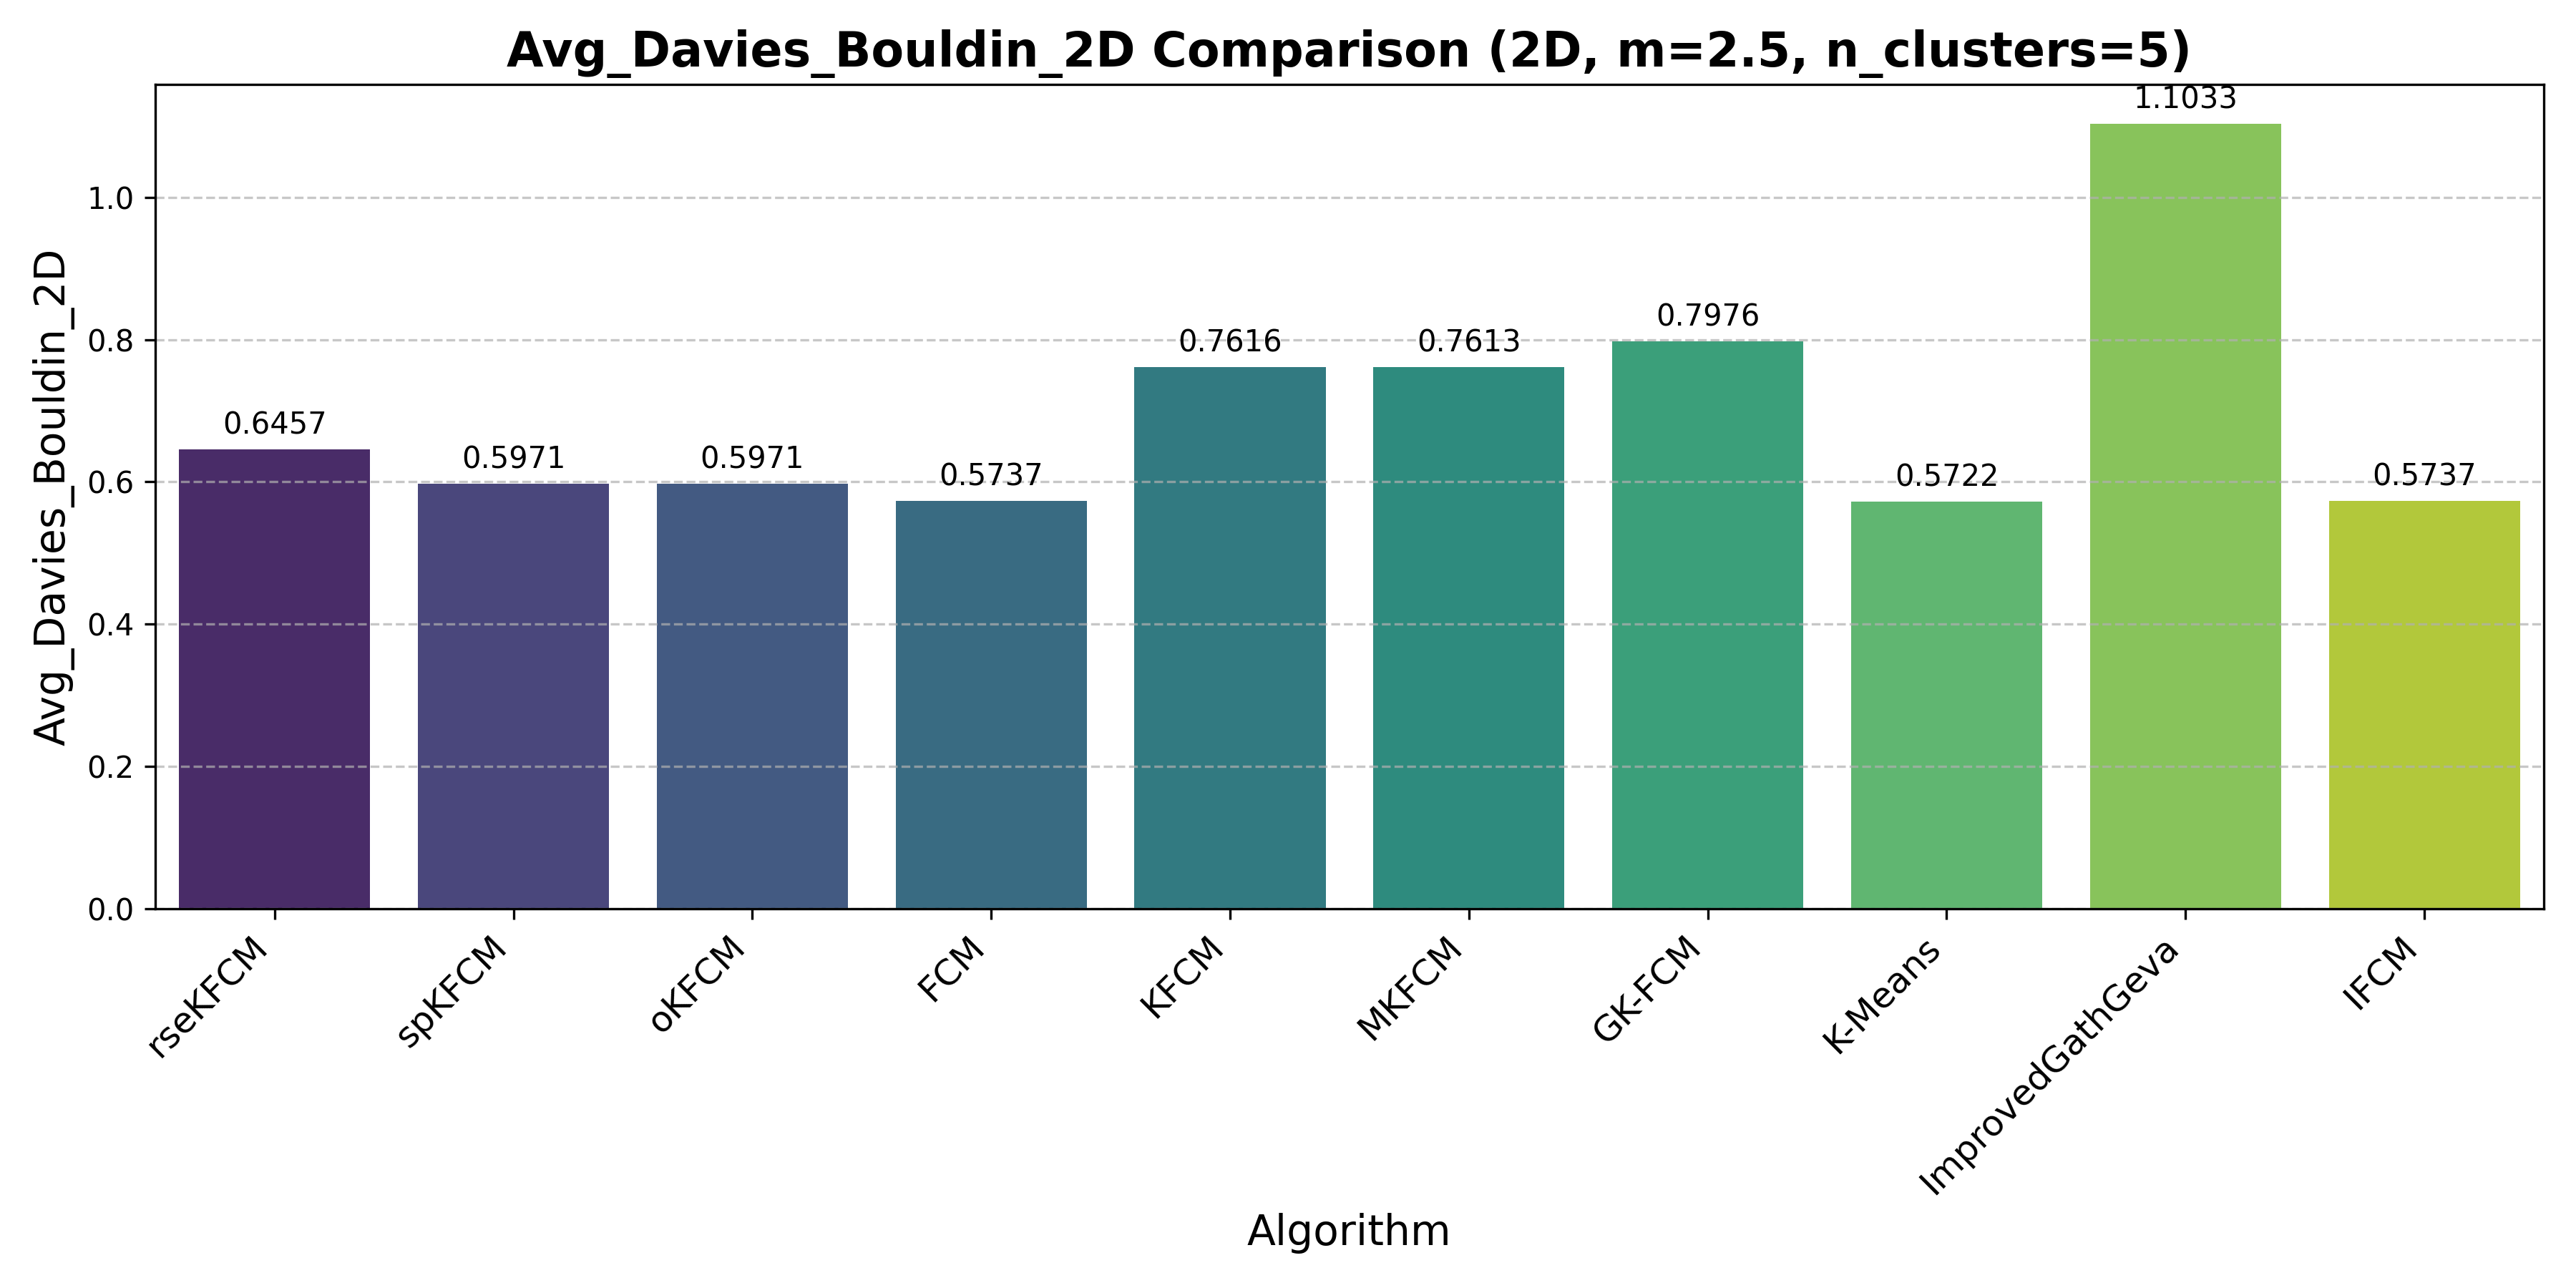 Avg_Davies_Bouldin_2D Comparison (2D, m=2.5, n_clusters=5)
Avg_Davies_Bouldin_2D
1.0
0.8
0.6
0.4
0.2
0.0
0.6457
0.5971
0.5971
0.5737
0.7616
0.7613
0.7976
0.5722
1.1033
0.5737
rseKFCM
spKFCM
oKFCM
FCM
KFCM
MKFCM
GK-FCM
K-Means
ImprovedGathGeva
IFCM
Algorithm